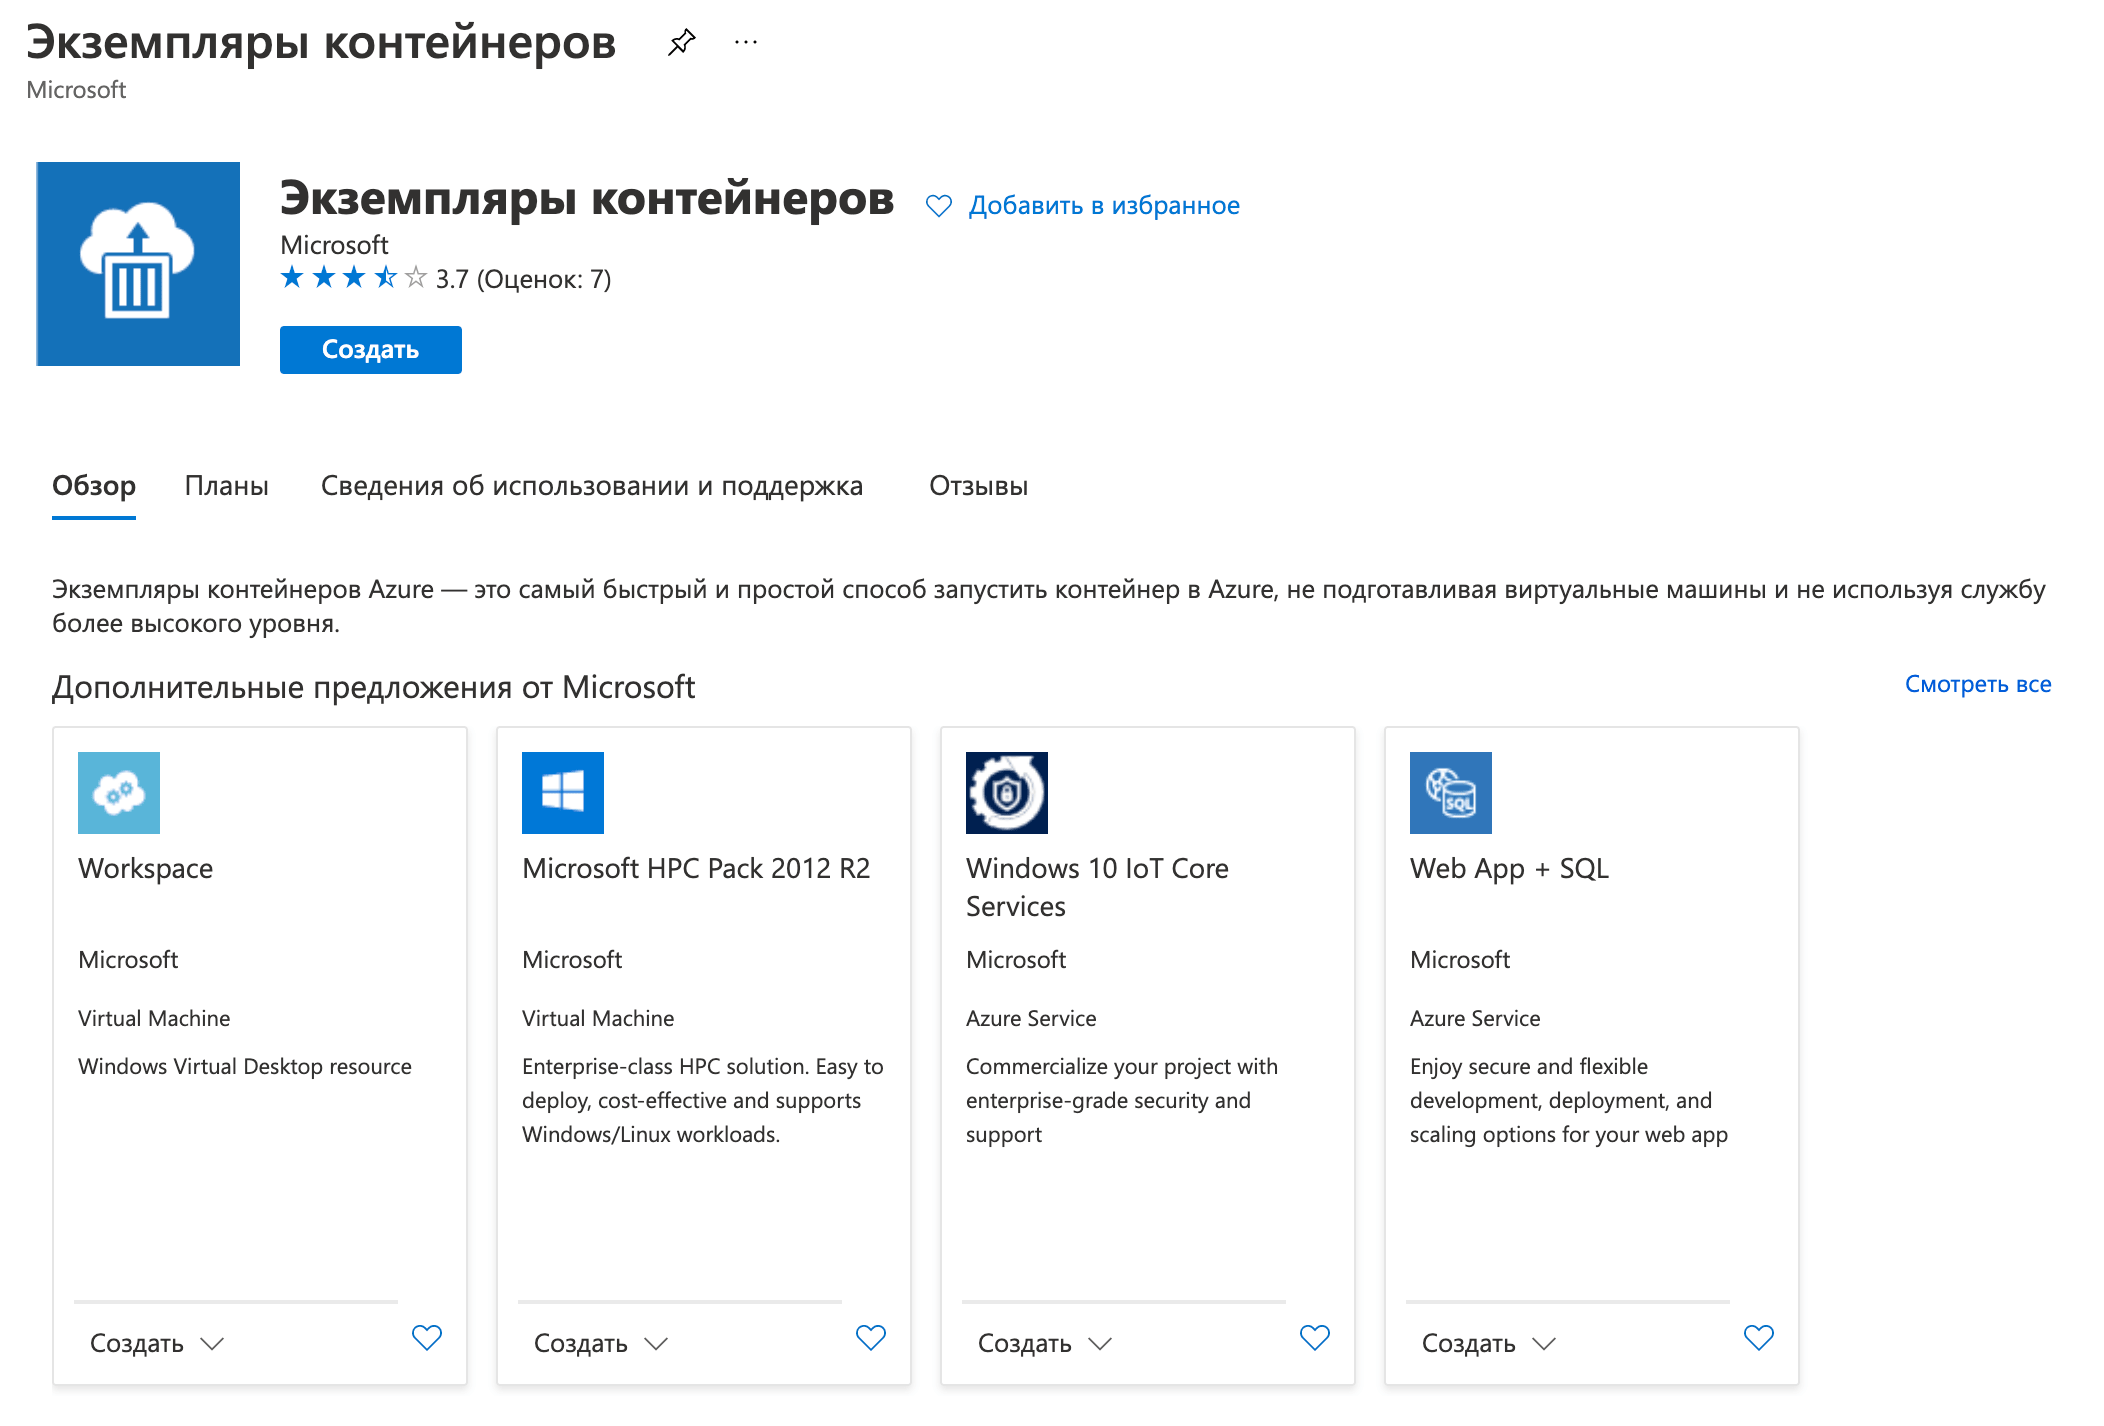 Экземпляры контейнеров ...
Microsoft
Экземпляры контейнеров
Добавить в избранное
Microsoft
3.7 (Оценок: 7)
Создать
Обзор
Планы
Сведения об использовании и поддержка
Отзывы
Экземпляры контейнеров Azure — это самый быстрый и простой способ запустить контейнер в Azure, не подготавливая виртуальные машины и не используя службу
более высокого уровня.
Дополнительные предложения от Microsoft
Смотреть все
Workspace
Microsoft
Virtual Machine
Windows Virtual Desktop resource
Создать
Microsoft HPC Pack 2012 R2
Microsoft
Virtual Machine
Enterprise-class HPC solution. Easy to
deploy, cost-effective and supports
Windows/Linux workloads.
Создать
Windows 10 IoT Core
Services
Microsoft
Azure Service
Commercialize your project with
enterprise-grade security and
support
Создать
SQL
Web App + SQL
Microsoft
Azure Service
Enjoy secure and flexible
development, deployment, and
scaling options for your web app
Создать